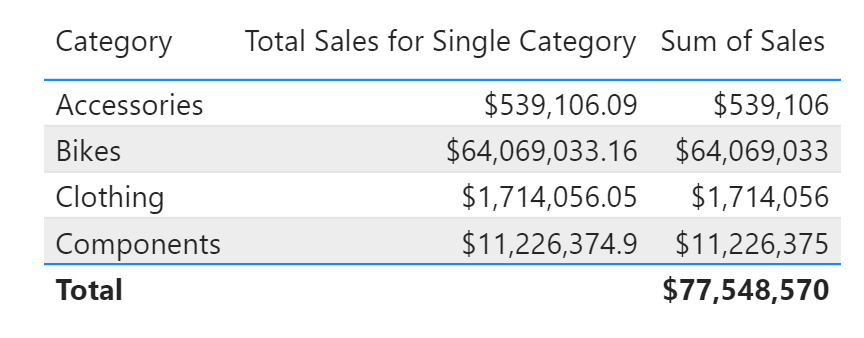 Category Total Sales for Single Category Sum of Sales
Accessories $539,106.09 $539,106
Bikes $64,069,033.16 $64,069,033
Clothing $1,714,056.05 $1,714,056
Components $11,226,374.9 $11,226,375
Total $77,548,570